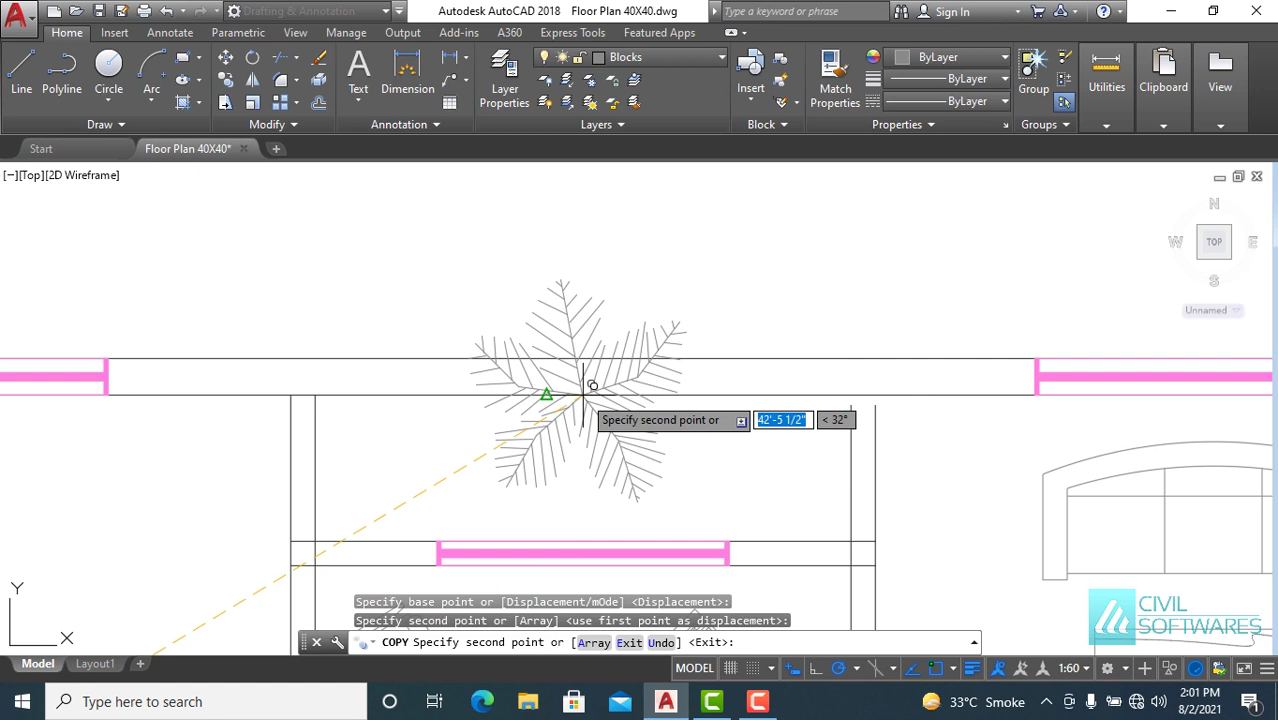 Drafting & Annotation
Autodesk AutoCAD 2018 Floor Plan 40X40.dwg
Type a keyword or phrase
Sign In
Home Insert Annotate Parametric View Manage Output Add-ins A360 Express Tools Featured Apps
Line Polyline Circle Arc
Text Dimension
Layer Properties
Blocks
Insert
Match Properties
ByLayer
ByLayer
ByLayer
Group
Utilities
Clipboard
View
Draw Modify Annotation Layers Block Properties Groups
Start Floor Plan 40X40*
[−][Top][2D Wireframe]
N
W TOP E
S
Unnamed
Specify second point or 42'-5 1/2" < 32°
Y
X
Specify base point or [Displacement/mOde] <Displacement>:
Specify second point or [Array] <use first point as displacement>:
COPY Specify second point or [Array Exit Undo] <Exit>:
CIVIL
SOFTWARES
Model Layout1
MODEL 1:60
Type here to search
33°C Smoke
2:01 PM
8/2/2021
1